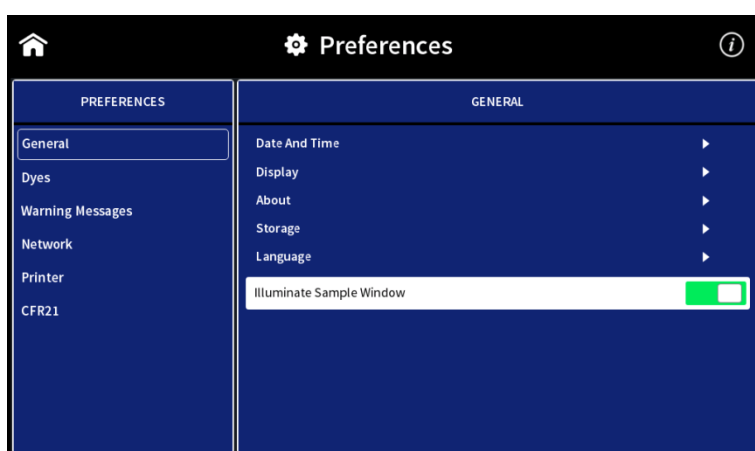 Preferences
i
PREFERENCES
General
Dyes
Warning Messages
Network
Printer
CFR21
GENERAL
Date And Time
Display
About
Storage
Language
Illuminate Sample Window